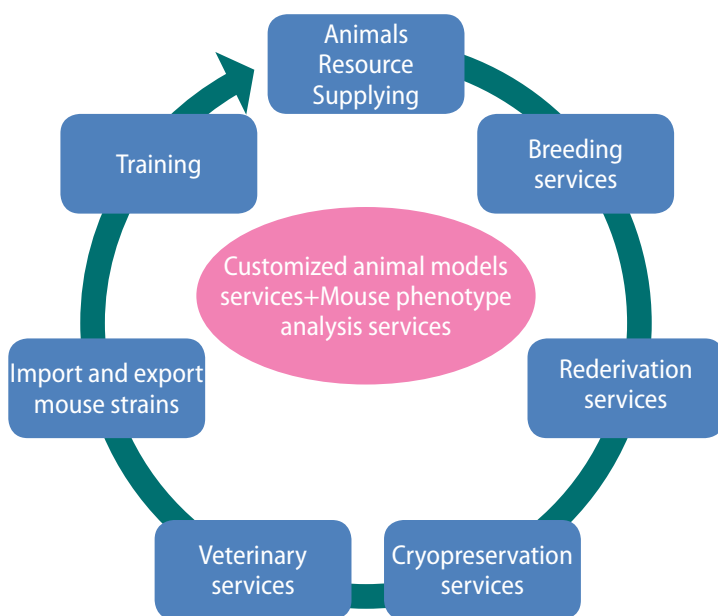 Animals
Resource
Supplying
Breeding
services
Rederivation
services
Cryopreservation
services
Veterinary
services
Import and export
mouse strains
Training
Customized animal models
services+Mouse phenotype
analysis services